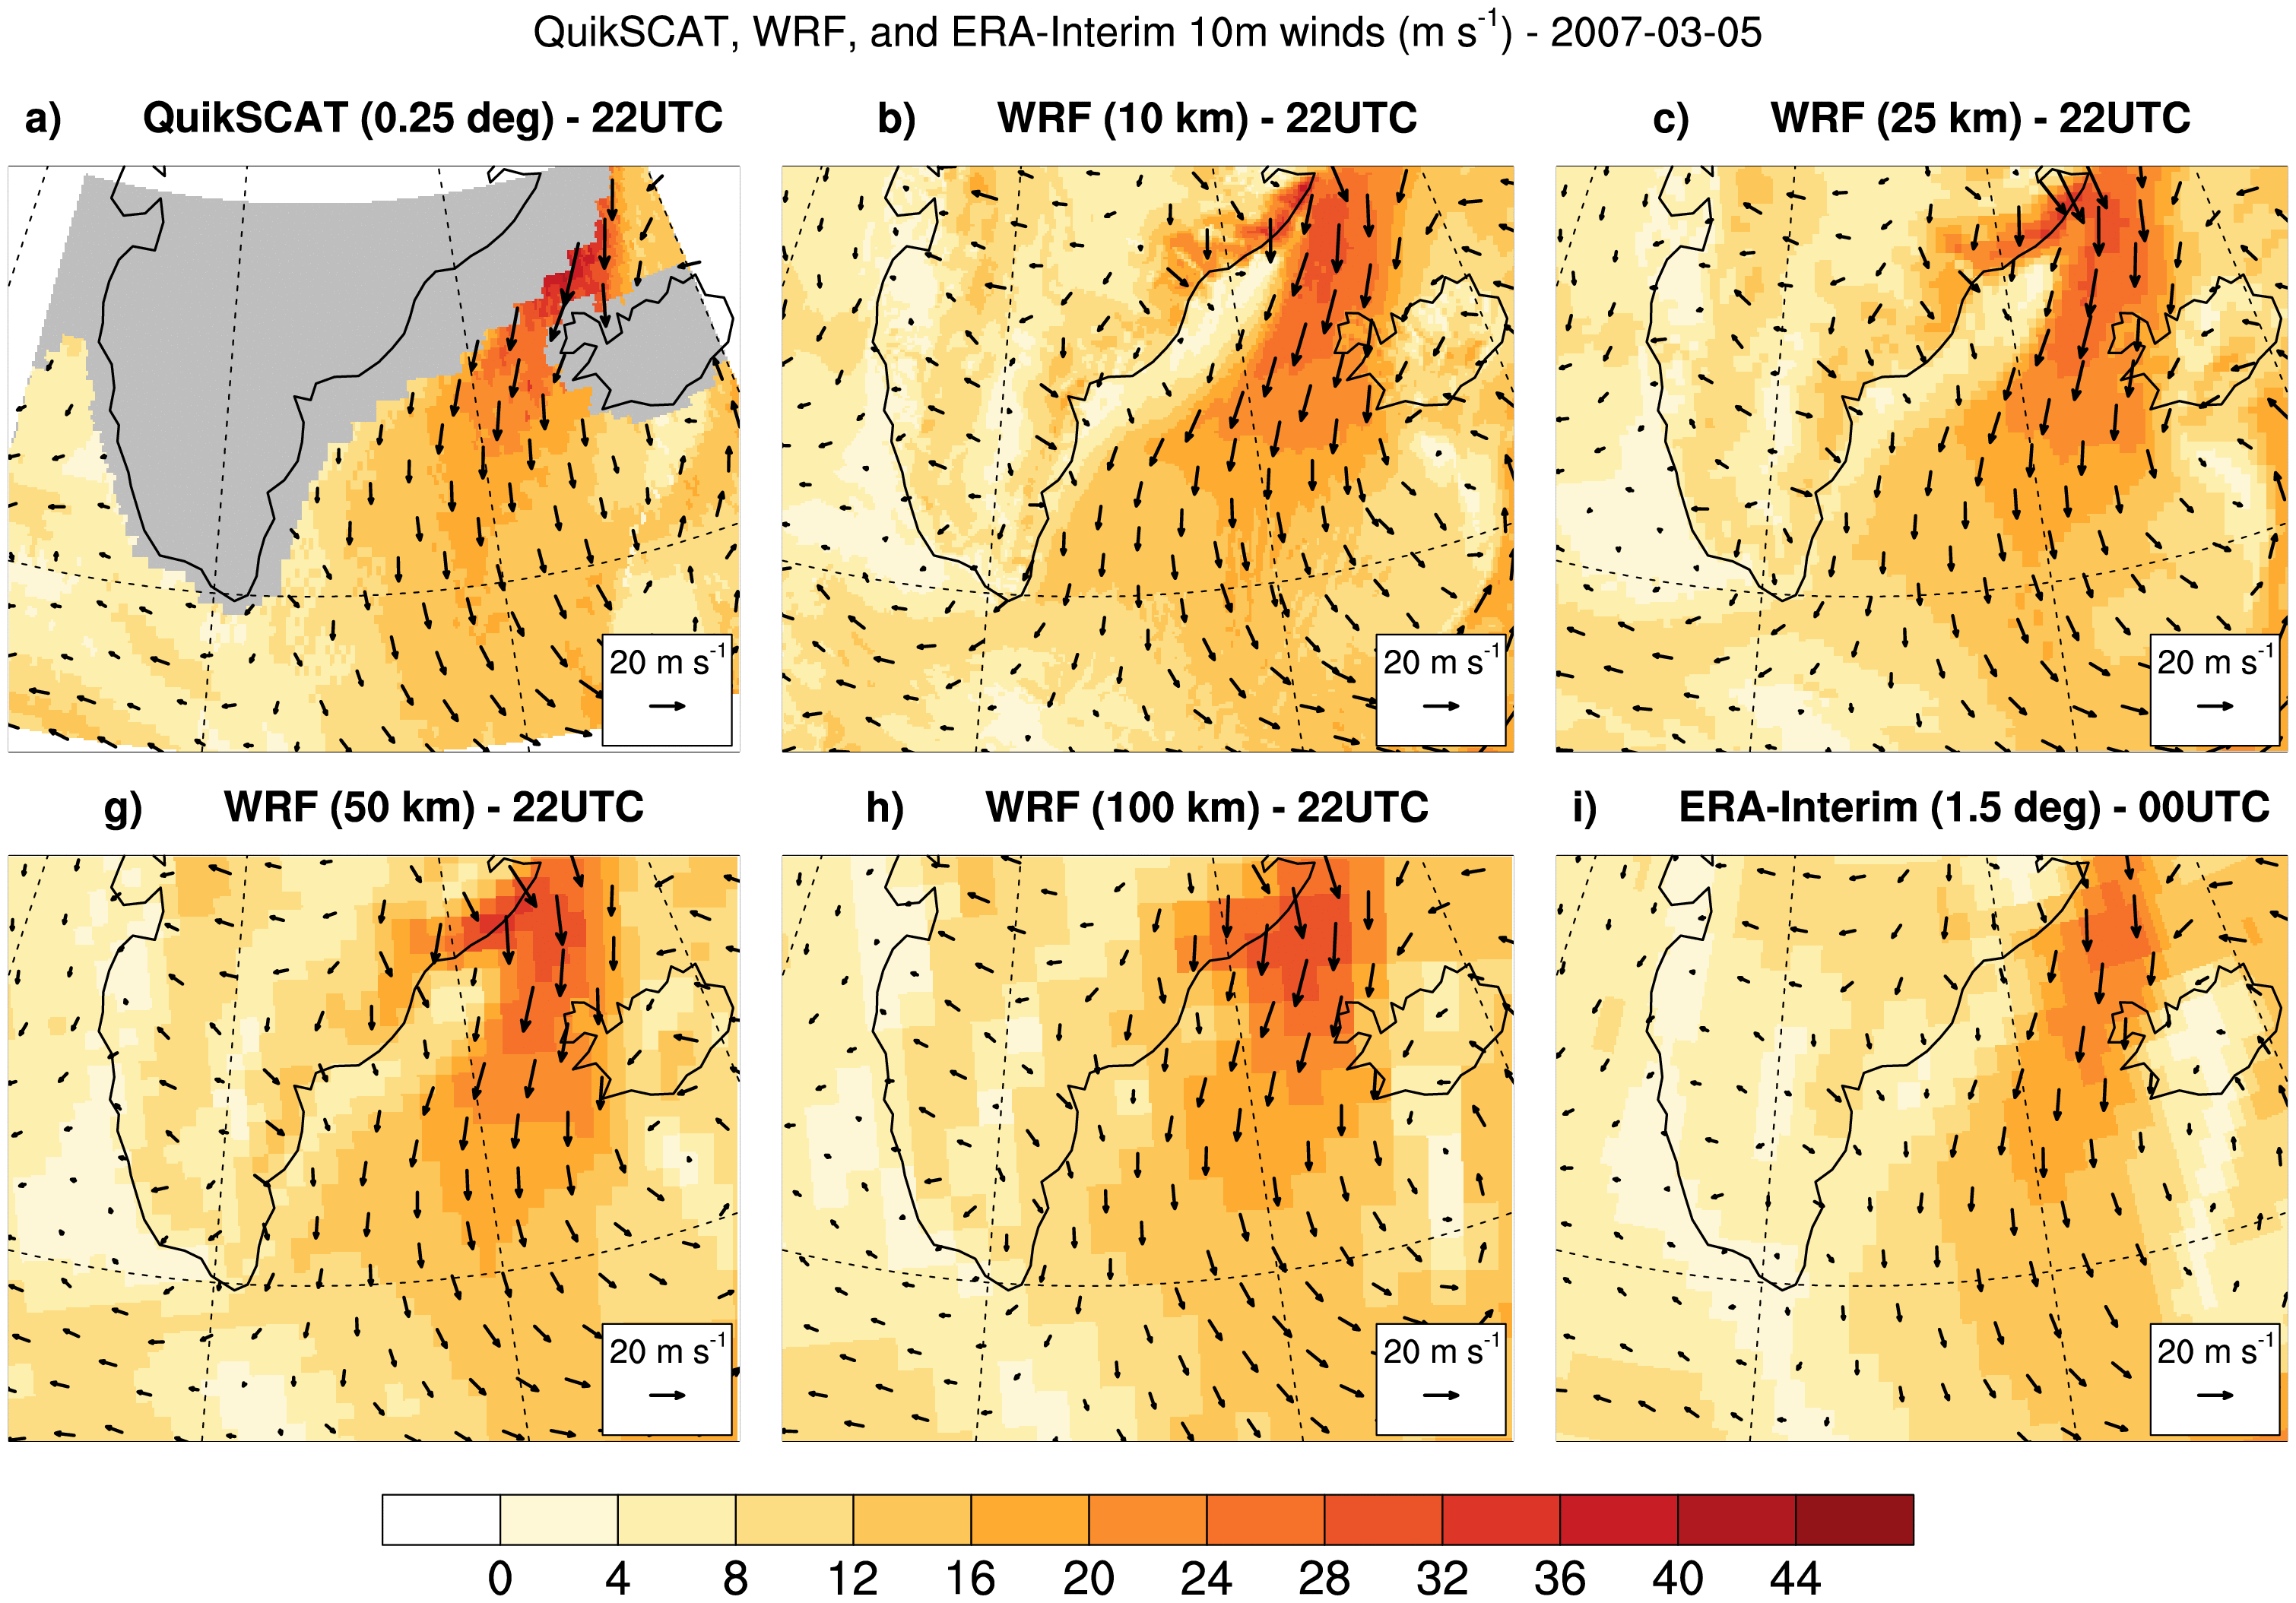 QuikSCAT, WRF, and ERA-Interim 10m winds (m s⁻¹) - 2007-03-05
a) QuikSCAT (0.25 deg) - 22UTC
b) WRF (10 km) - 22UTC
c) WRF (25 km) - 22UTC
20 m s⁻¹
20 m s⁻¹
20 m s⁻¹
g) WRF (50 km) - 22UTC
h) WRF (100 km) - 22UTC
i) ERA-Interim (1.5 deg) - 00UTC
20 m s⁻¹
20 m s⁻¹
20 m s⁻¹
0 4 8 12 16 20 24 28 32 36 40 44